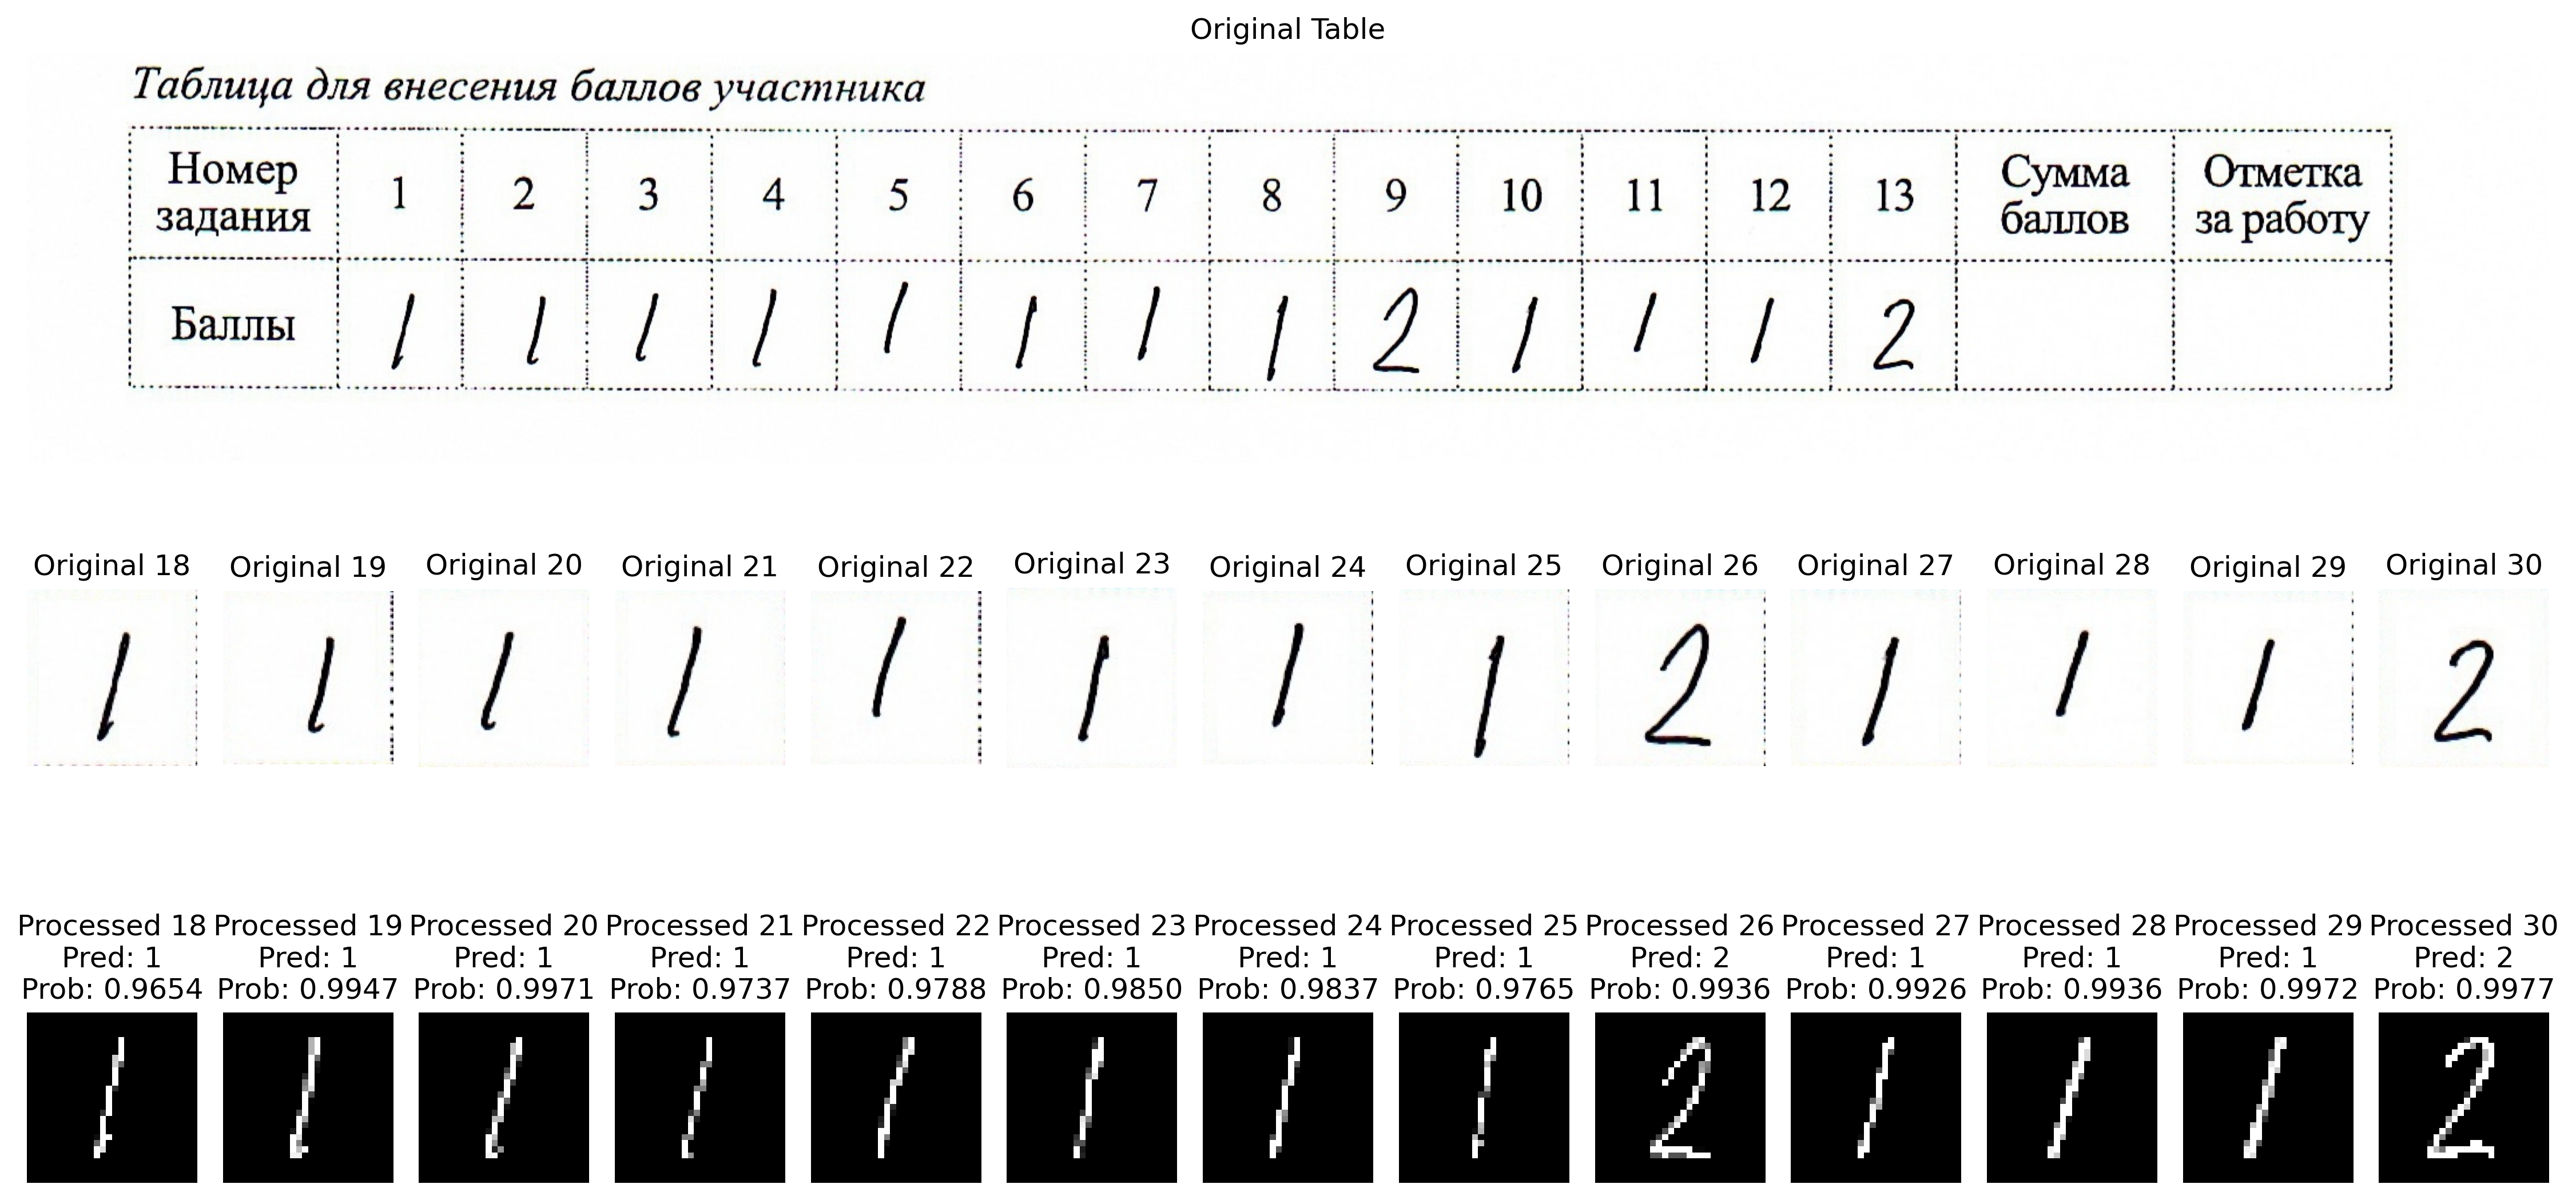 Original Table
Таблица для внесения баллов участника
Номер задания 1 2 3 4 5 6 7 8 9 10 11 12 13 Сумма баллов Отметка за работу
Баллы 1 1 1 1 1 1 1 1 2 1 1 1 2
Original 18 Original 19 Original 20 Original 21 Original 22 Original 23 Original 24 Original 25 Original 26 Original 27 Original 28 Original 29 Original 30
1 1 1 1 1 1 1 1 2 1 1 1 2
Processed 18 Processed 19 Processed 20 Processed 21 Processed 22 Processed 23 Processed 24 Processed 25 Processed 26 Processed 27 Processed 28 Processed 29 Processed 30
Pred: 1 Pred: 1 Pred: 1 Pred: 1 Pred: 1 Pred: 1 Pred: 1 Pred: 1 Pred: 2 Pred: 1 Pred: 1 Pred: 1 Pred: 2
Prob: 0.9654 Prob: 0.9947 Prob: 0.9971 Prob: 0.9737 Prob: 0.9788 Prob: 0.9850 Prob: 0.9837 Prob: 0.9765 Prob: 0.9936 Prob: 0.9926 Prob: 0.9936 Prob: 0.9972 Prob: 0.9977
1 1 1 1 1 1 1 1 2 1 1 1 2